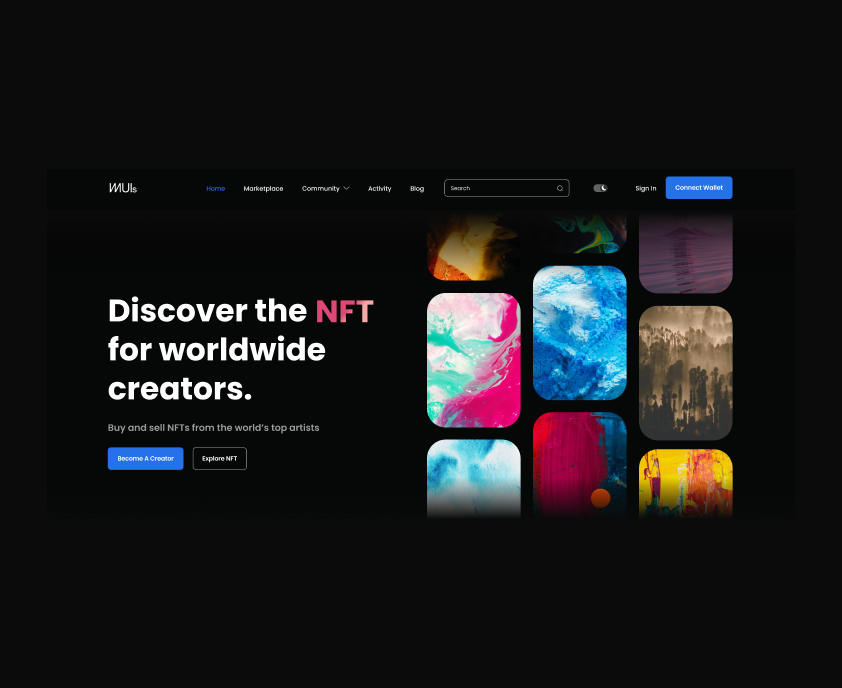 IMUIs
Home Marketplace Community Activity Blog Search Sign In Connect Wallet
Discover the NFT
for worldwide
creators.
Buy and sell NFTs from the world's top artists
Become A Creator Explore NFT